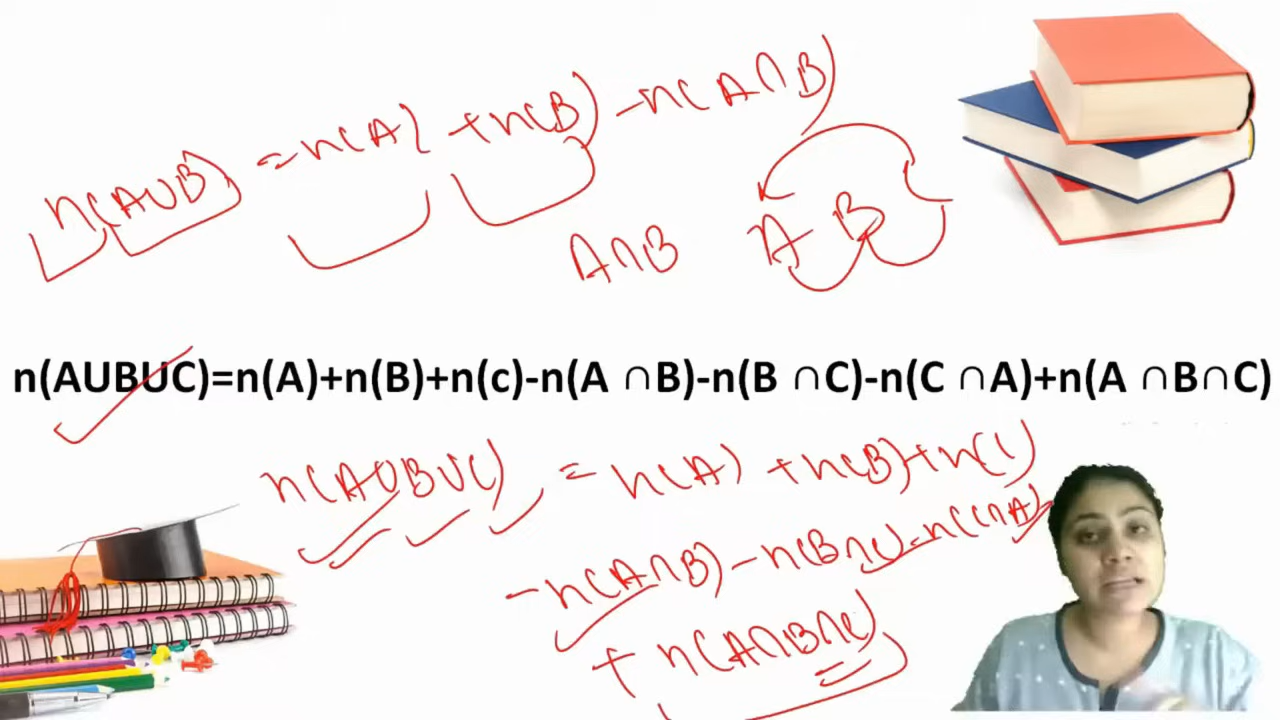 n(AUB) = n(A) + n(B) - n(A∩B)
A∩B A B
n(AUBUC)=n(A)+n(B)+n(c)-n(A ∩B)-n(B ∩C)-n(C ∩A)+n(A ∩B∩C)
n(AUBUC) = n(A) + n(B) + n(C)
- n(A∩B) - n(B∩C) - n(C∩A)
+ n(A∩B∩C)